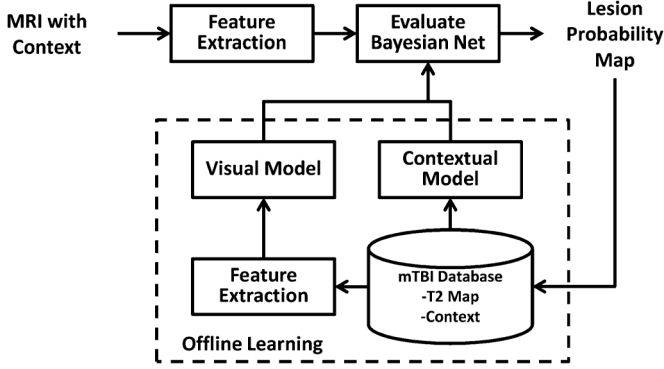 MRI with
Context
Feature
Extraction
Evaluate
Bayesian Net
Lesion
Probability
Map
Visual Model
Contextual
Model
Feature
Extraction
mTBI Database
-T2 Map
-Context
Offline Learning